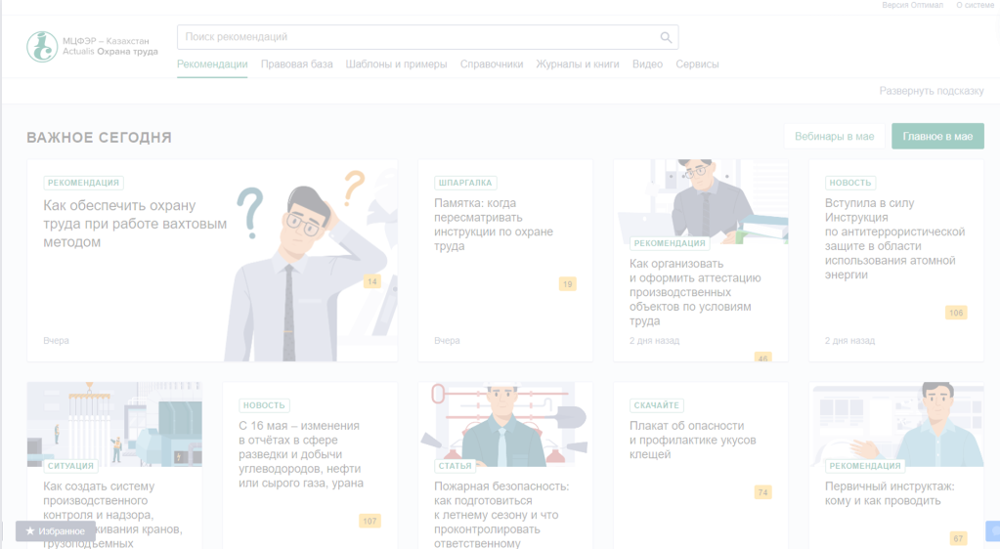 Версия Оптимал О системе
МЦФЭР – Казахстан
Actualis Охрана труда
Поиск рекомендаций
Рекомендации Правовая база Шаблоны и примеры Справочники Журналы и книги Видео Сервисы
Развернуть подсказку
ВАЖНОЕ СЕГОДНЯ
Вебинары в мае
Главное в мае
РЕКОМЕНДАЦИЯ
Как обеспечить охрану
труда при работе вахтовым
методом
14
Вчера
ШПАРГАЛКА
Памятка: когда
пересматривать
инструкции по охране
труда
19
Вчера
РЕКОМЕНДАЦИЯ
Как организовать
и оформить аттестацию
производственных
объектов по условиям
труда
2 дня назад
46
НОВОСТЬ
Вступила в силу
Инструкция
по антитеррористической
защите в области
использования атомной
энергии
106
2 дня назад
СИТУАЦИЯ
Как создать систему
производственного
контроля и надзора,
живания кранов,
грузоподъемных
Избранное
НОВОСТЬ
С 16 мая – изменения
в отчётах в сфере
разведки и добычи
углеводородов, нефти
или сырого газа, урана
107
СТАТЬЯ
Пожарная безопасность:
как подготовиться
к летнему сезону и что
проконтролировать
ответственному
СКАЧАЙТЕ
Плакат об опасности
и профилактике укусов
клещей
74
РЕКОМЕНДАЦИЯ
Первичный инструктаж:
кому и как проводить
67